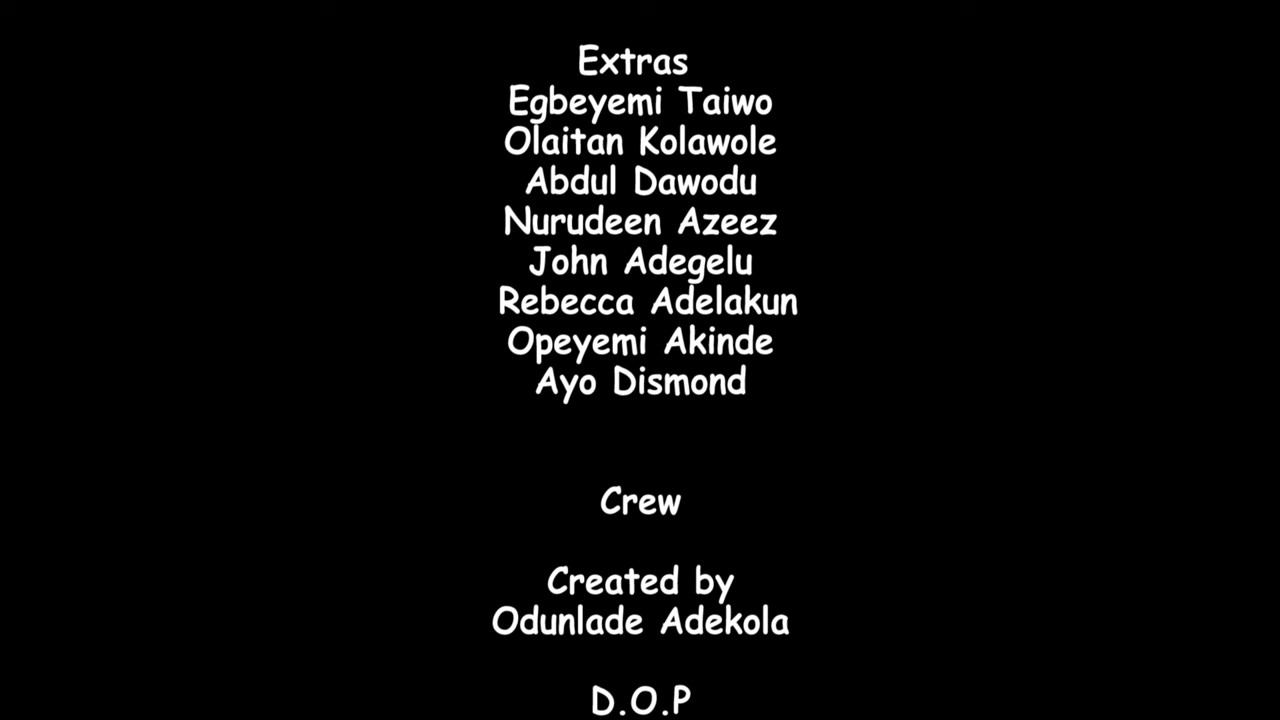 Extras
Egbeyemi Taiwo
Olaitan Kolawole
Abdul Dawodu
Nurudeen Azeez
John Adegelu
Rebecca Adelakun
Opeyemi Akinde
Ayo Dismond
Crew
Created by
Odunlade Adekola
D.O.P